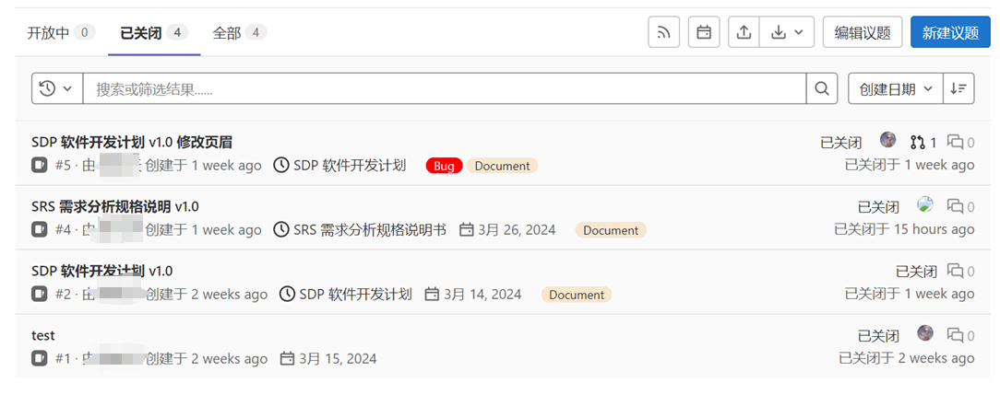 开放中 0 已关闭 4 全部 4 编辑议题 新建议题
搜索或筛选结果...... 创建日期
SDP 软件开发计划 v1.0 修改页眉 已关闭 1 0
#5 · 由 创建于 1 week ago SDP 软件开发计划 Bug Document 已关闭于 1 week ago
SRS 需求分析规格说明 v1.0 已关闭 0
#4 · 由 创建于 1 week ago SRS 需求分析规格说明书 3月 26, 2024 Document 已关闭于 15 hours ago
SDP 软件开发计划 v1.0 已关闭 0
#2 · 由 创建于 2 weeks ago SDP 软件开发计划 3月 14, 2024 Document 已关闭于 1 week ago
test 已关闭 0
#1 · 由 创建于 2 weeks ago 3月 15, 2024 已关闭于 2 weeks ago